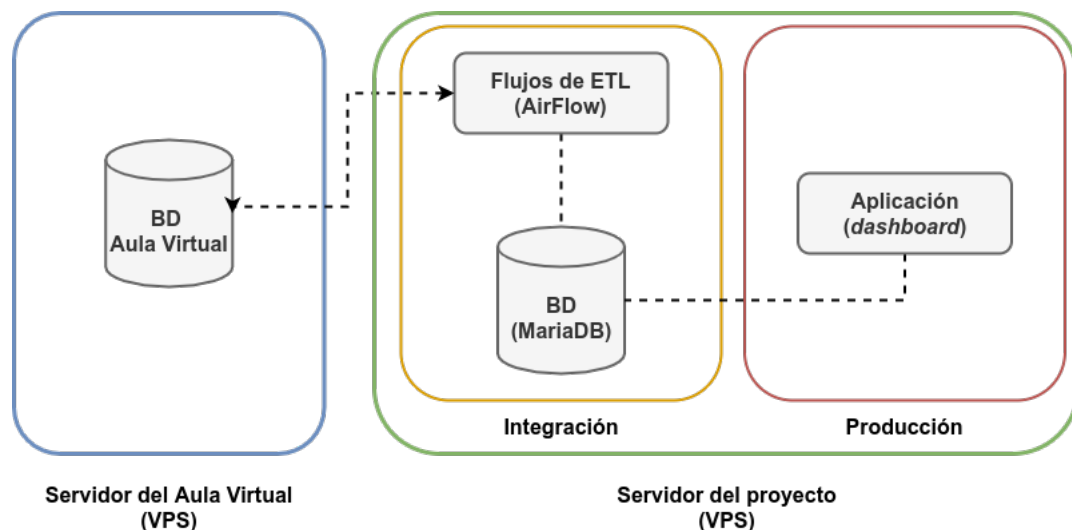 Flujos de ETL
(AirFlow)
BD
Aula Virtual
Aplicación
(dashboard)
BD
(MariaDB)
Integración
Producción
Servidor del Aula Virtual
(VPS)
Servidor del proyecto
(VPS)